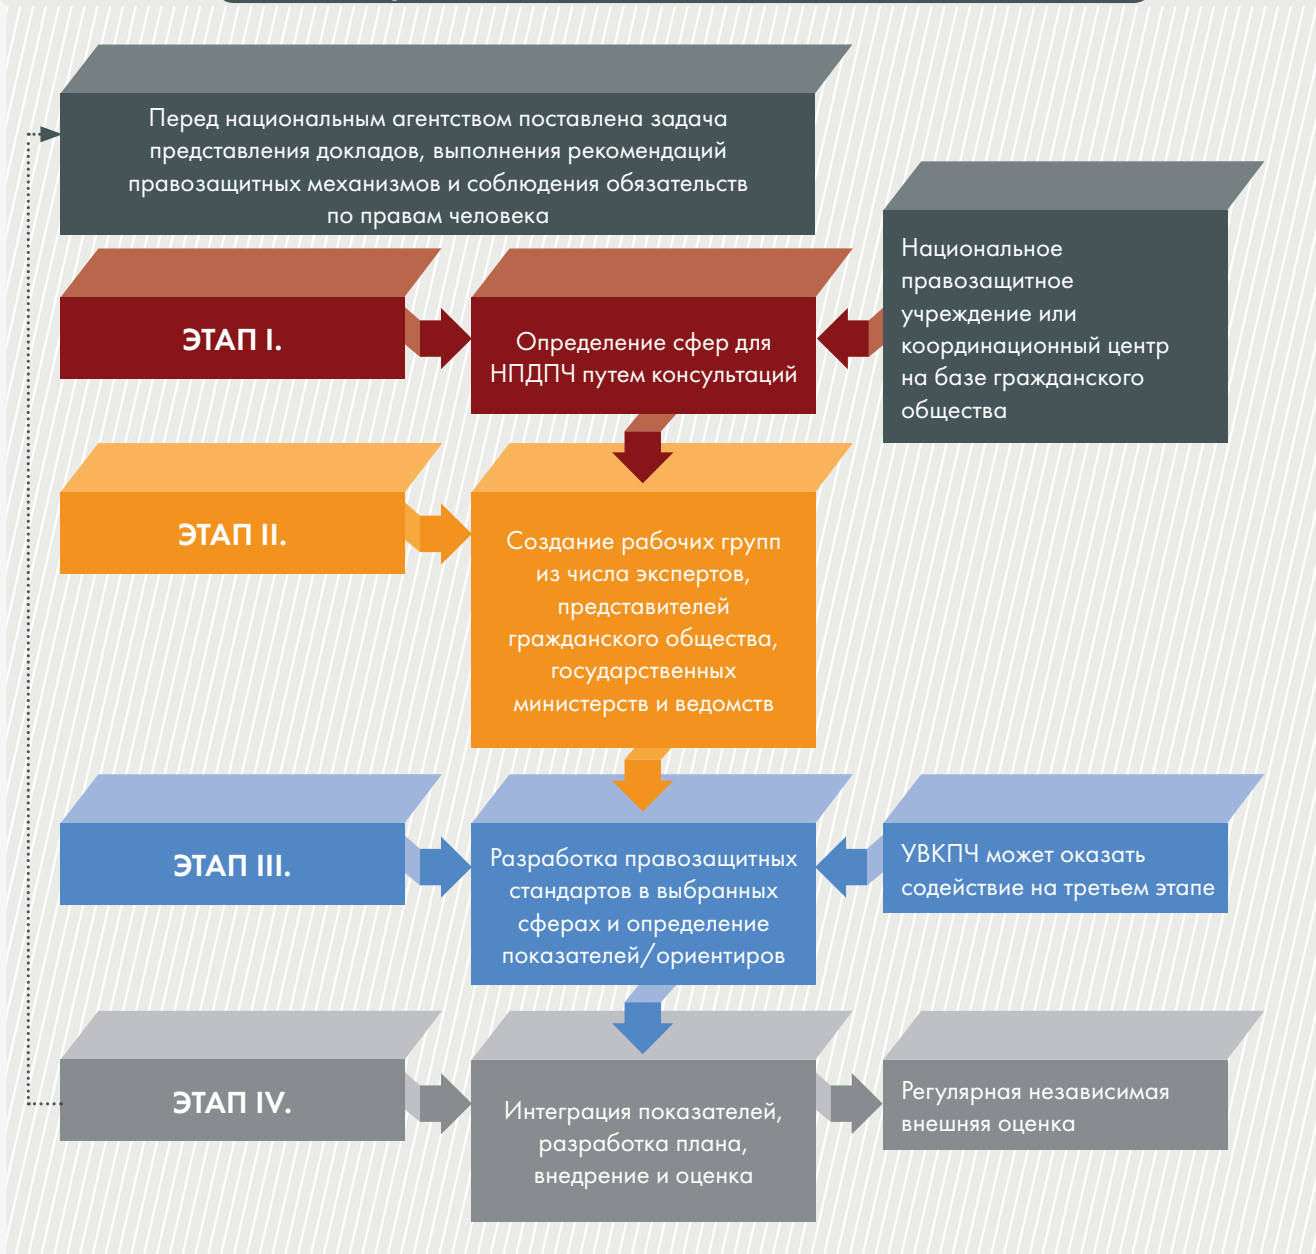 Перед национальным агентством поставлена задача
представления докладов, выполнения рекомендаций
правозащитных механизмов и соблюдения обязательств
по правам человека
Национальное
правозащитное
учреждение или
координационный центр
на базе гражданского
общества
ЭТАП I.
Определение сфер для
НПДПЧ путем консультаций
ЭТАП II.
Создание рабочих групп
из числа экспертов,
представителей
гражданского общества,
государственных
министерств и ведомств
ЭТАП III.
Разработка правозащитных
стандартов в выбранных
сферах и определение
показателей/ориентиров
УВКПЧ может оказать
содействие на третьем этапе
ЭТАП IV.
Интеграция показателей,
разработка плана,
внедрение и оценка
Регулярная независимая
внешняя оценка